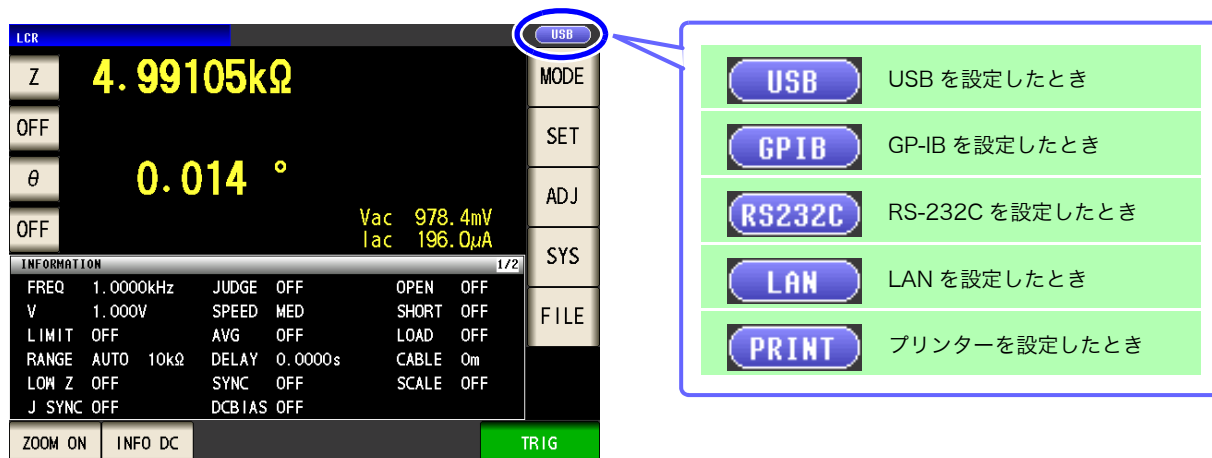 LCR
USB
Z 4.99105kΩ
MODE
OFF
SET
θ 0.014 °
ADJ
OFF
Vac 978.4mV
Iac 196.0μA
SYS
INFORMATION 1/2
FREQ 1.0000kHz JUDGE OFF OPEN OFF
V 1.000V SPEED MED SHORT OFF
FILE
LIMIT OFF AVG OFF LOAD OFF
RANGE AUTO 10kΩ DELAY 0.0000s CABLE 0m
LOW Z OFF SYNC OFF SCALE OFF
J SYNC OFF DCBIAS OFF
ZOOM ON INFO DC TRIG
USB USB を設定したとき
GPIB GP-IB を設定したとき
RS232C RS-232C を設定したとき
LAN LAN を設定したとき
PRINT プリンターを設定したとき